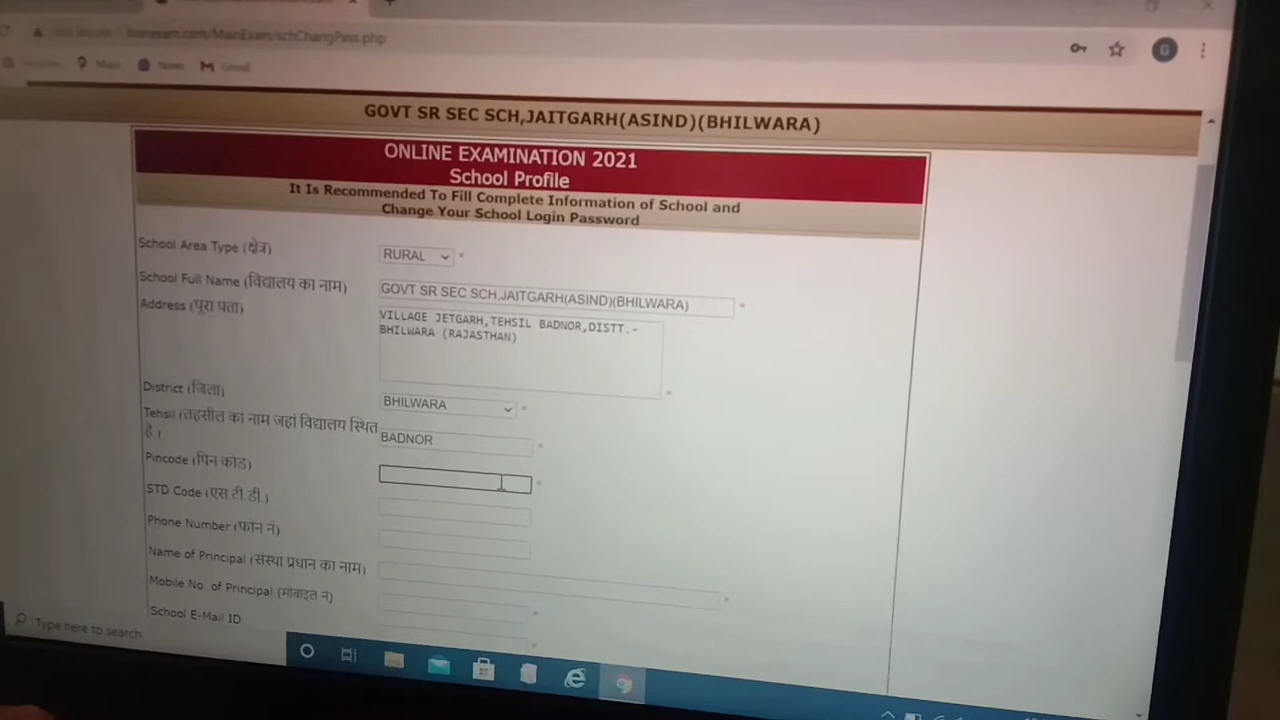 /MainExam/schChangPass.php
Gmail
GOVT SR SEC SCH,JAITGARH(ASIND)(BHILWARA)
ONLINE EXAMINATION 2021
School Profile
It Is Recommended To Fill Complete Information of School and
Change Your School Login Password
School Area Type (क्षेत्र)
RURAL
*
School Full Name (विद्यालय का नाम)
GOVT SR SEC SCH,JAITGARH(ASIND)(BHILWARA)
*
Address (पूरा पता)
VILLAGE JETGARH,TEHSIL BADNOR,DISTT.-
BHILWARA (RAJASTHAN)
*
District (जिला)
BHILWARA
*
Tehsil (तहसील का नाम जहां विद्यालय स्थित
है )
BADNOR
*
Pincode (पिन कोड)
*
STD Code (एस.टी.डी.)
Phone Number (फोन नं)
Name of Principal (संस्था प्रधान का नाम)
*
Mobile No. of Principal (मोबाइल नं)
*
School E-Mail ID
*
Type here to search
G